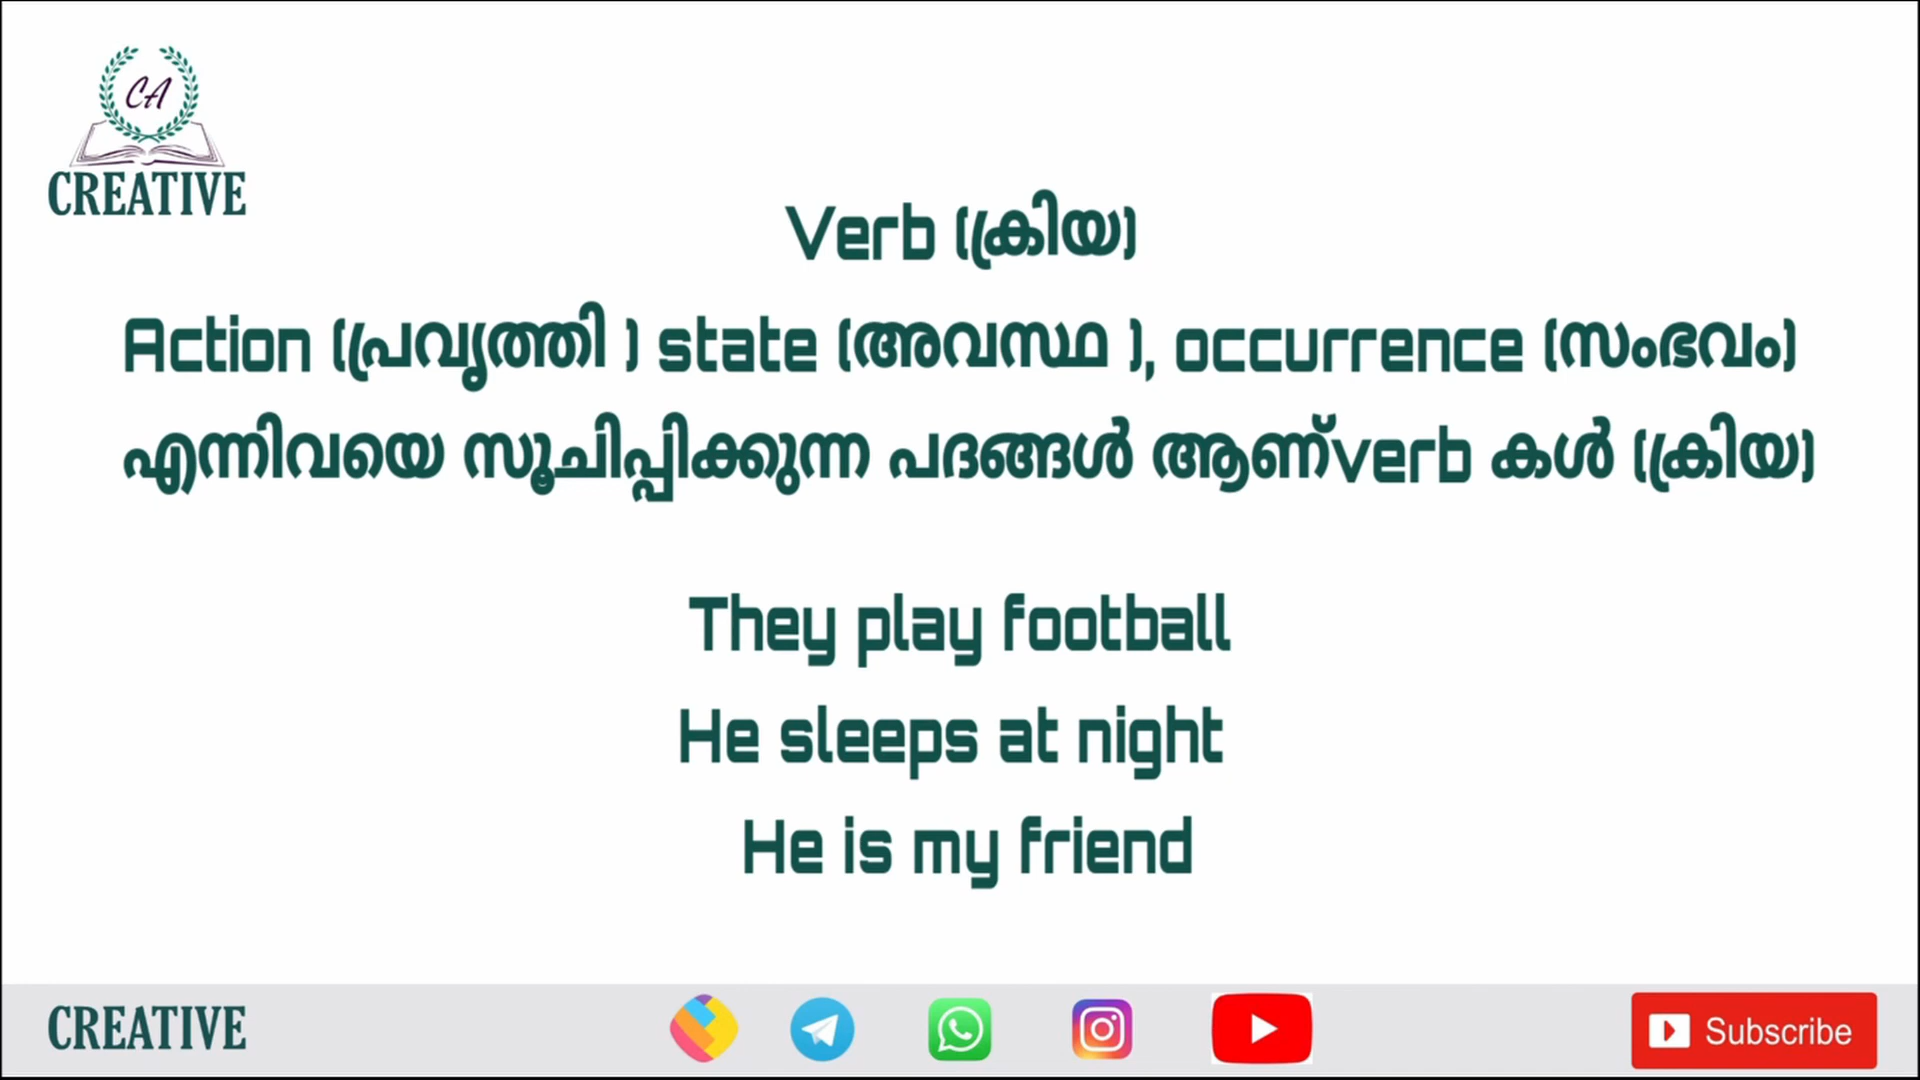 CA
CREATIVE
Verb (ക്രിയ)
Action (പ്രവൃത്തി ) state (അവസ്ഥ ), occurrence (സംഭവം)
എന്നിവയെ സൂചിപ്പിക്കുന്ന പദങ്ങൾ ആണ്verb കൾ (ക്രിയ)
They play football
He sleeps at night
He is my friend
CREATIVE
Subscribe